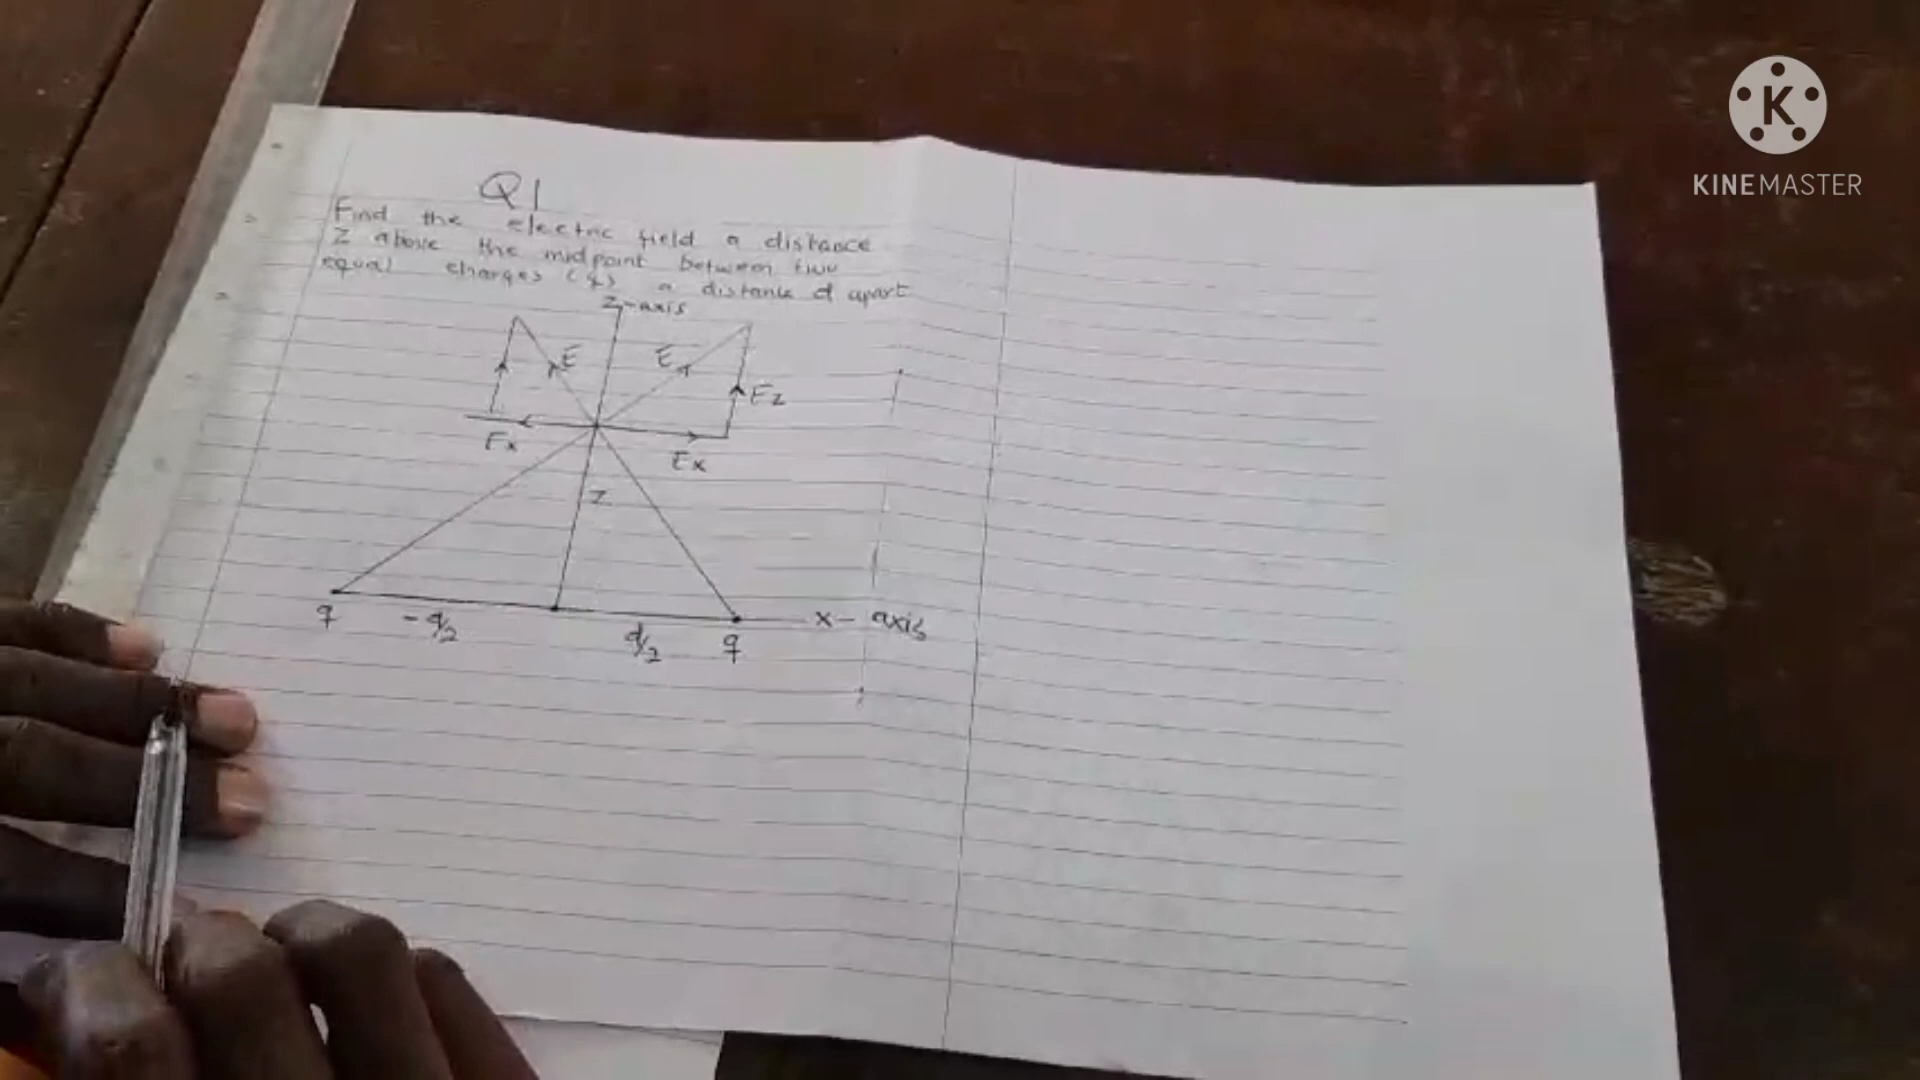 Q1
Find the electric field a distance
Z above the midpoint between two
equal charges (q) a distance d apart
Z-axis
E E
Ez
Ex Ex
Z
q -d/2 d/2 q x-axis
K
KINEMASTER